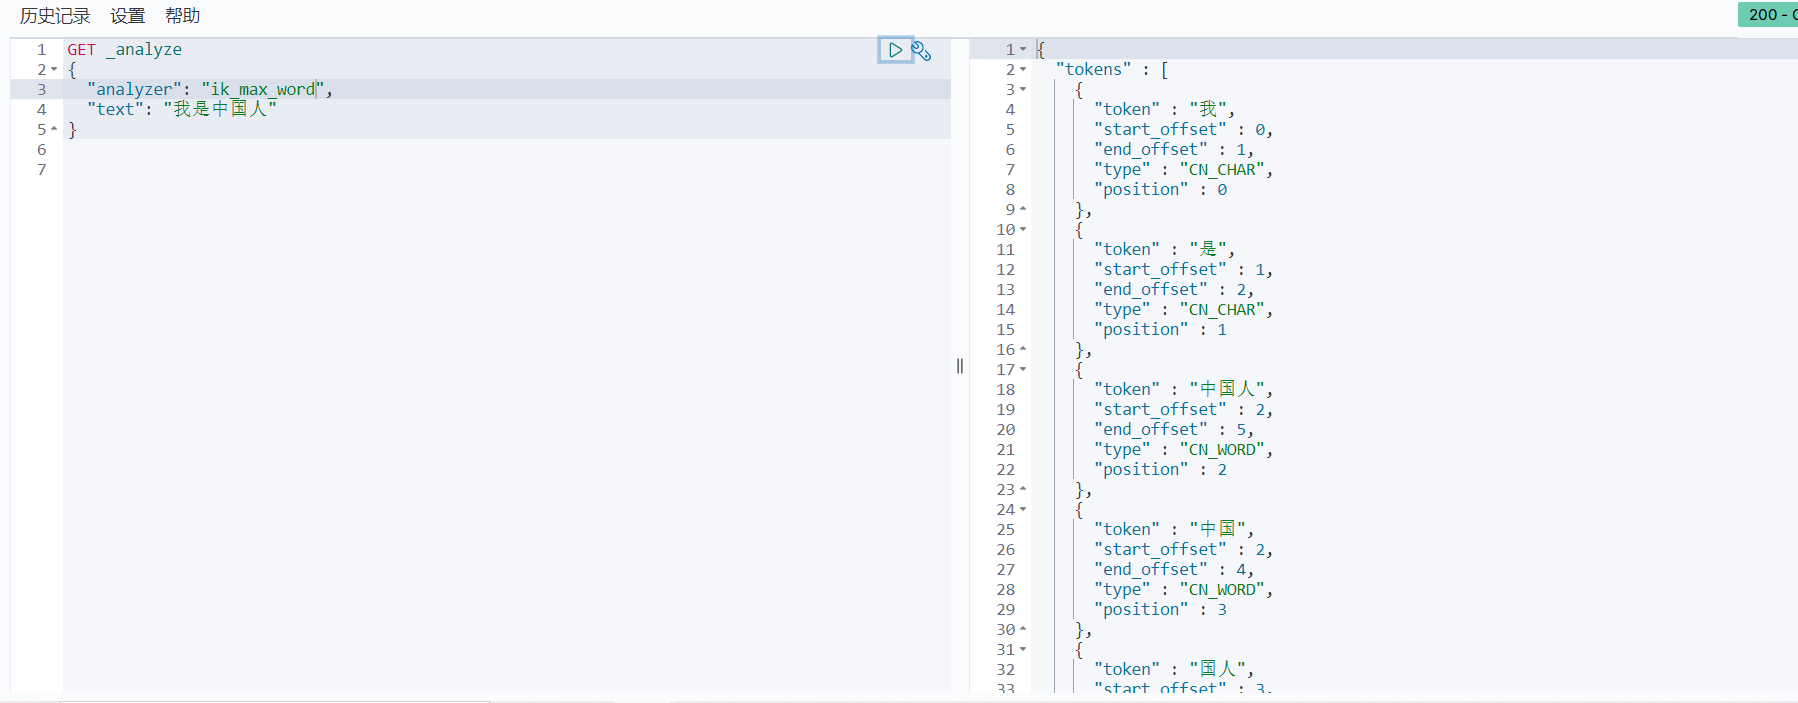 历史记录 设置 帮助
200 -
1 GET _analyze
2 {
3 "analyzer": "ik_max_word",
4 "text": "我是中国人"
5 }
6
7
1 {
2 "tokens" : [
3 {
4 "token" : "我",
5 "start_offset" : 0,
6 "end_offset" : 1,
7 "type" : "CN_CHAR",
8 "position" : 0
9 },
10 {
11 "token" : "是",
12 "start_offset" : 1,
13 "end_offset" : 2,
14 "type" : "CN_CHAR",
15 "position" : 1
16 },
17 {
18 "token" : "中国人",
19 "start_offset" : 2,
20 "end_offset" : 5,
21 "type" : "CN_WORD",
22 "position" : 2
23 },
24 {
25 "token" : "中国",
26 "start_offset" : 2,
27 "end_offset" : 4,
28 "type" : "CN_WORD",
29 "position" : 3
30 },
31 {
32 "token" : "国人",
33 "start_offset" : 3,